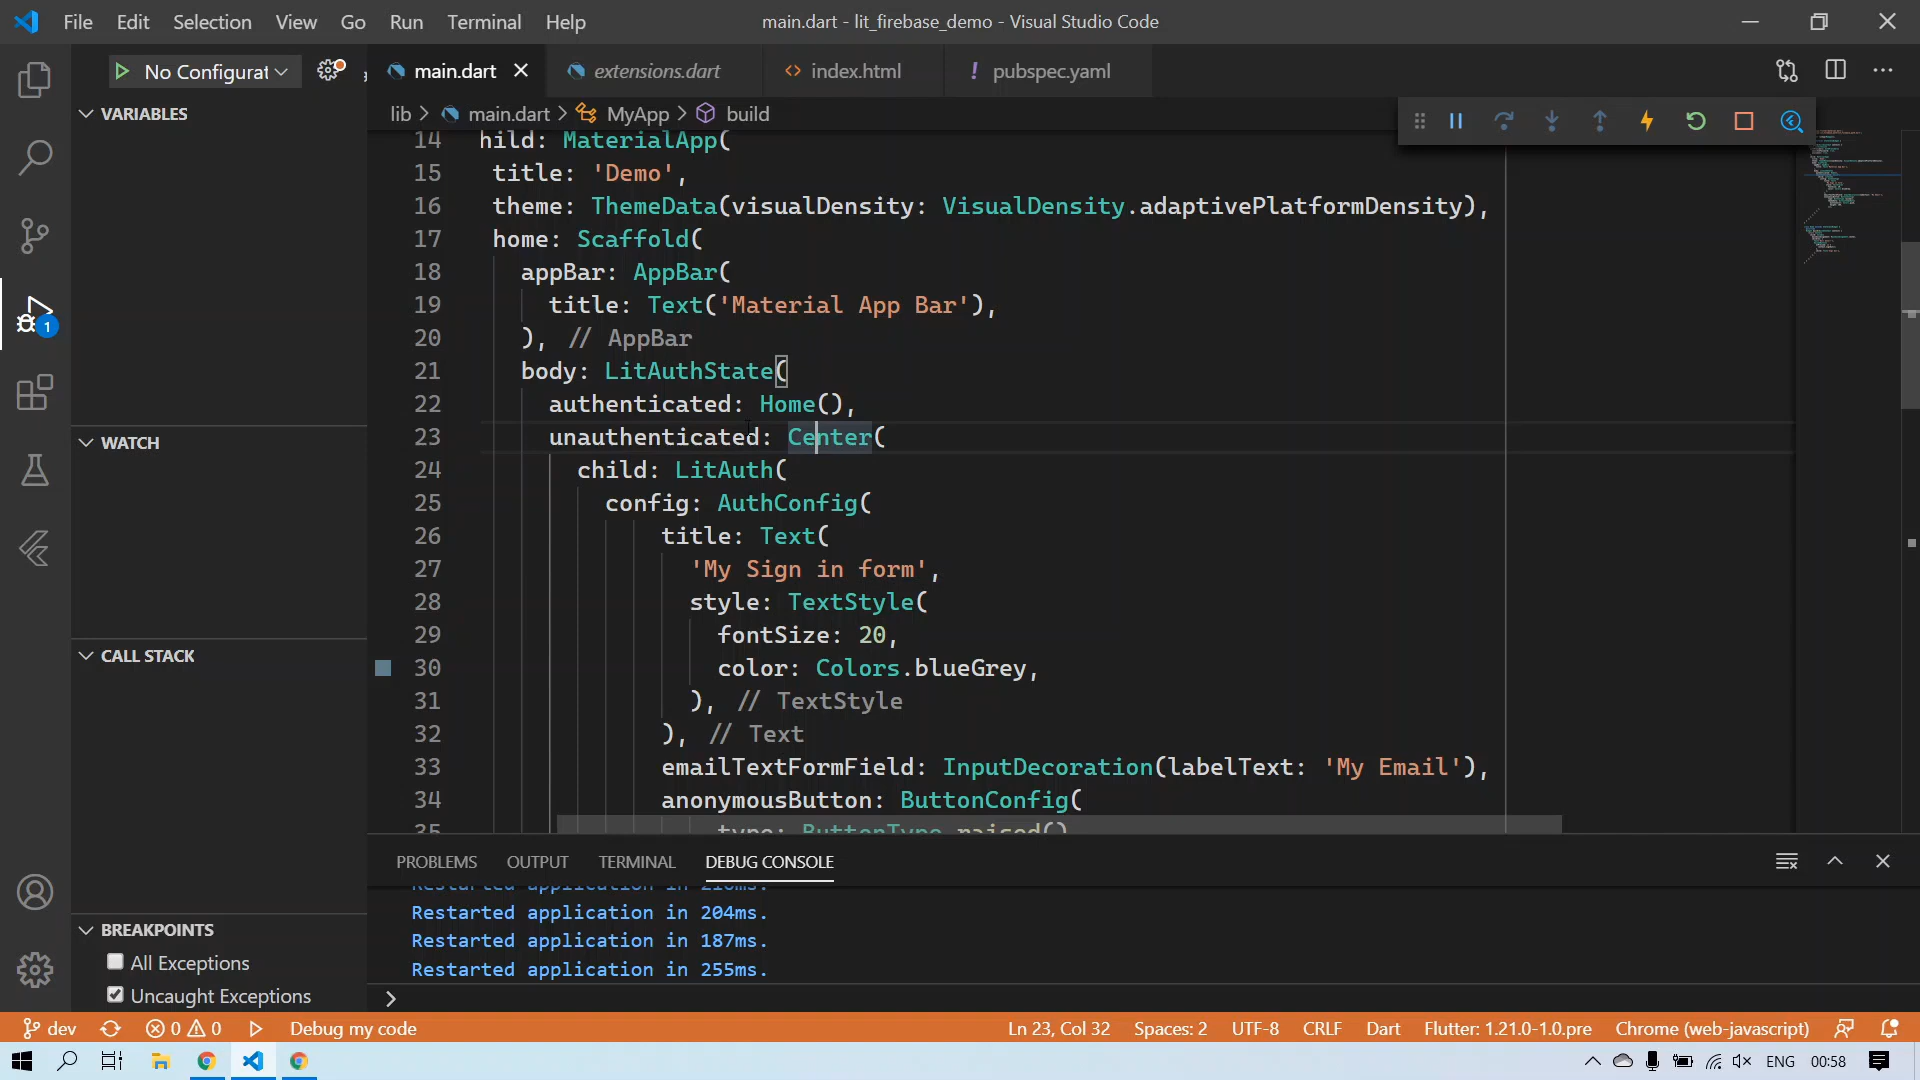 File Edit Selection View Go Run Terminal Help
main.dart - lit_firebase_demo - Visual Studio Code
No Configurat
main.dart
extensions.dart
index.html
pubspec.yaml
lib > main.dart > MyApp > build
VARIABLES
WATCH
CALL STACK
BREAKPOINTS
All Exceptions
Uncaught Exceptions
1
14 hild: MaterialApp(
15 title: 'Demo',
16 theme: ThemeData(visualDensity: VisualDensity.adaptivePlatformDensity),
17 home: Scaffold(
18 appBar: AppBar(
19 title: Text('Material App Bar'),
20 ), // AppBar
21 body: LitAuthState(
22 authenticated: Home(),
23 unauthenticated: Center(
24 child: LitAuth(
25 config: AuthConfig(
26 title: Text(
27 'My Sign in form',
28 style: TextStyle(
29 fontSize: 20,
30 color: Colors.blueGrey,
31 ), // TextStyle
32 ), // Text
33 emailTextFormField: InputDecoration(labelText: 'My Email'),
34 anonymousButton: ButtonConfig(
35 type: ButtonType.raised()
PROBLEMS OUTPUT TERMINAL DEBUG CONSOLE
Restarted application in 204ms.
Restarted application in 187ms.
Restarted application in 255ms.
>
dev 0 0 Debug my code Ln 23, Col 32 Spaces: 2 UTF-8 CRLF Dart Flutter: 1.21.0-1.0.pre Chrome (web-javascript)
ENG 00:58